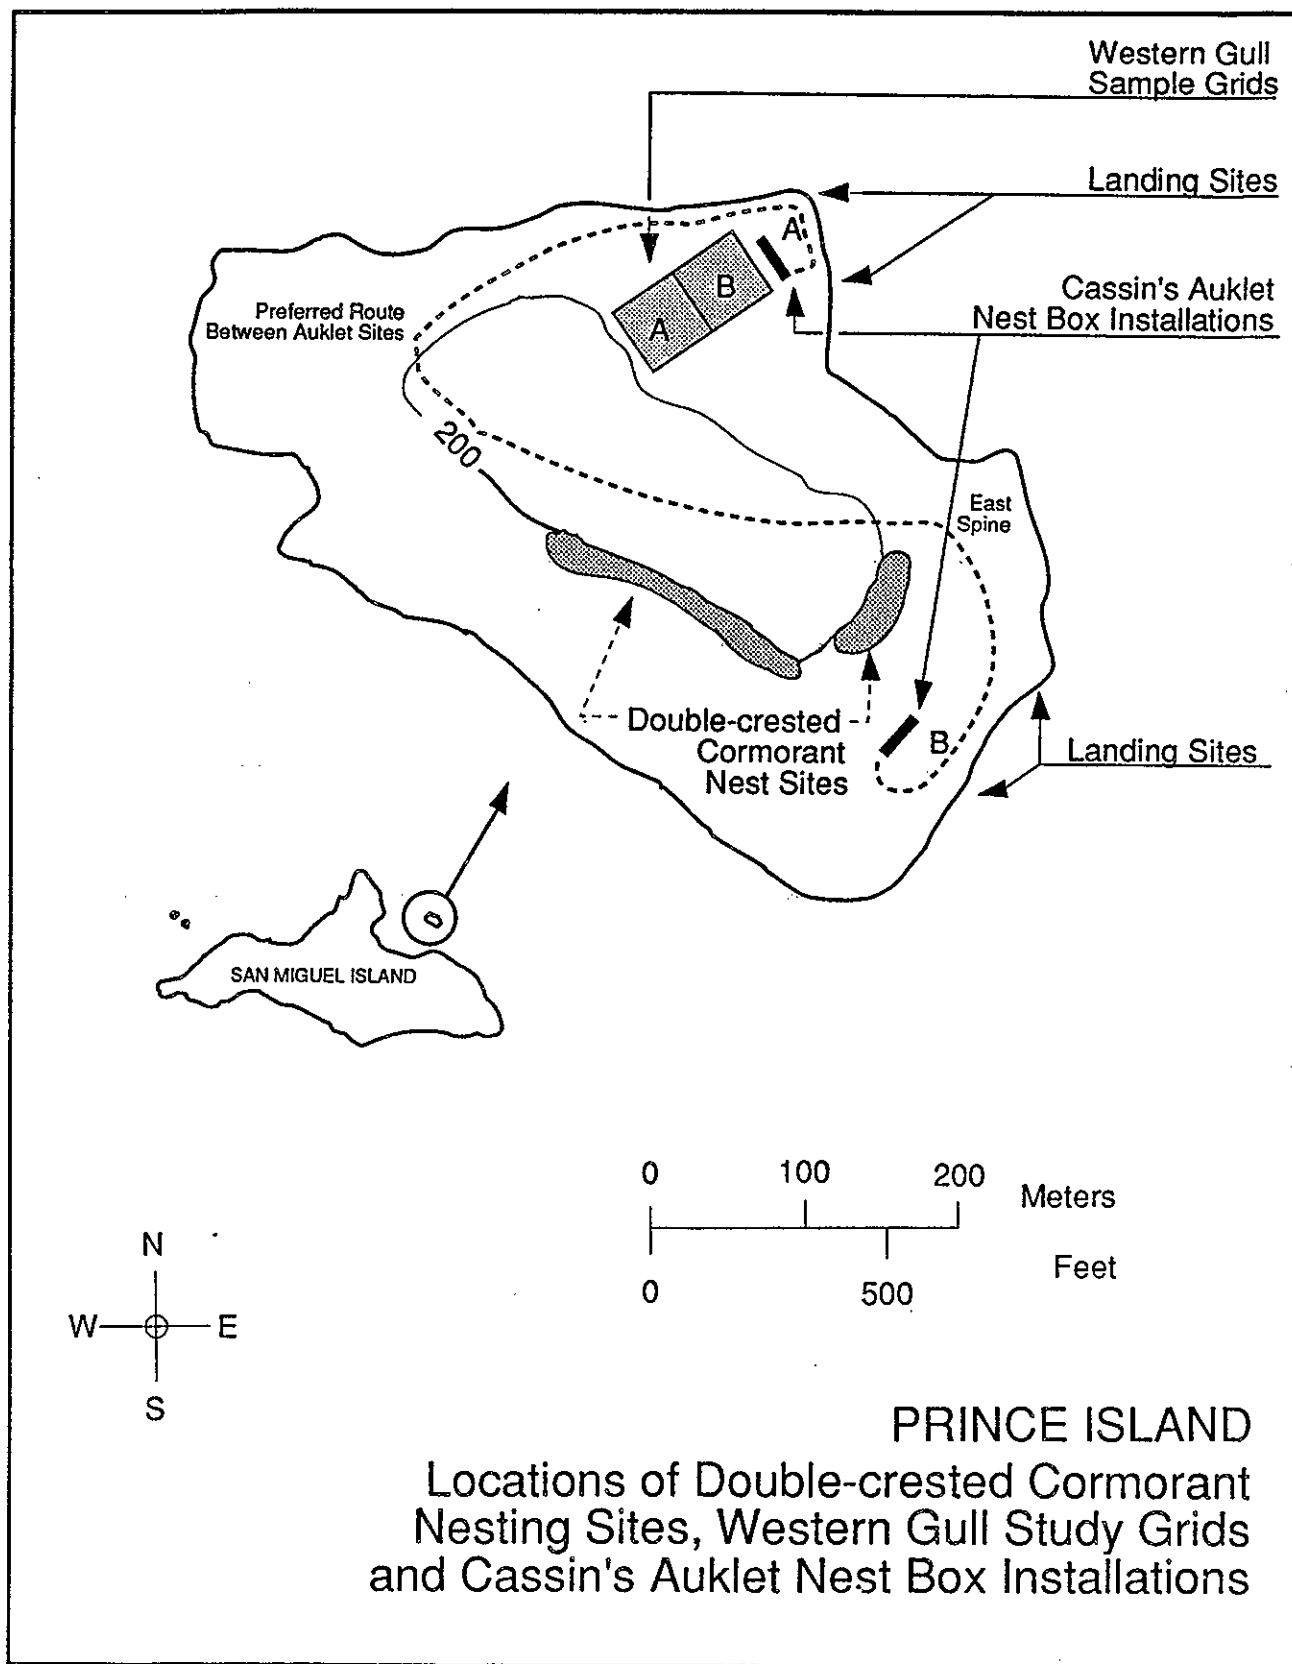 Western Gull
Sample Grids
Landing Sites
A
Cassin's Auklet
Nest Box Installations
B
A
Preferred Route
Between Auklet Sites
200
East
Spine
Double-crested
Cormorant
Nest Sites
B
Landing Sites
SAN MIGUEL ISLAND
0 100 200
Meters
Feet
0 500
N
W E
S
PRINCE ISLAND
Locations of Double-crested Cormorant
Nesting Sites, Western Gull Study Grids
and Cassin's Auklet Nest Box Installations